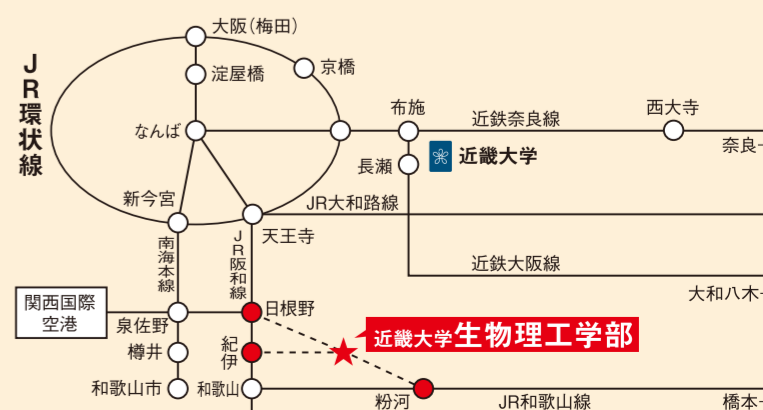 大阪(梅田)
JR環状線
淀屋橋
京橋
布施
近鉄奈良線
西大寺
なんば
奈良
長瀬
近畿大学
新今宮
JR大和路線
天王寺
南海本線
JR阪和線
近鉄大阪線
大和八木
関西国際
空港
日根野
泉佐野
近畿大学生物理工学部
樽井
紀伊
和歌山市
和歌山
粉河
JR和歌山線
橋本